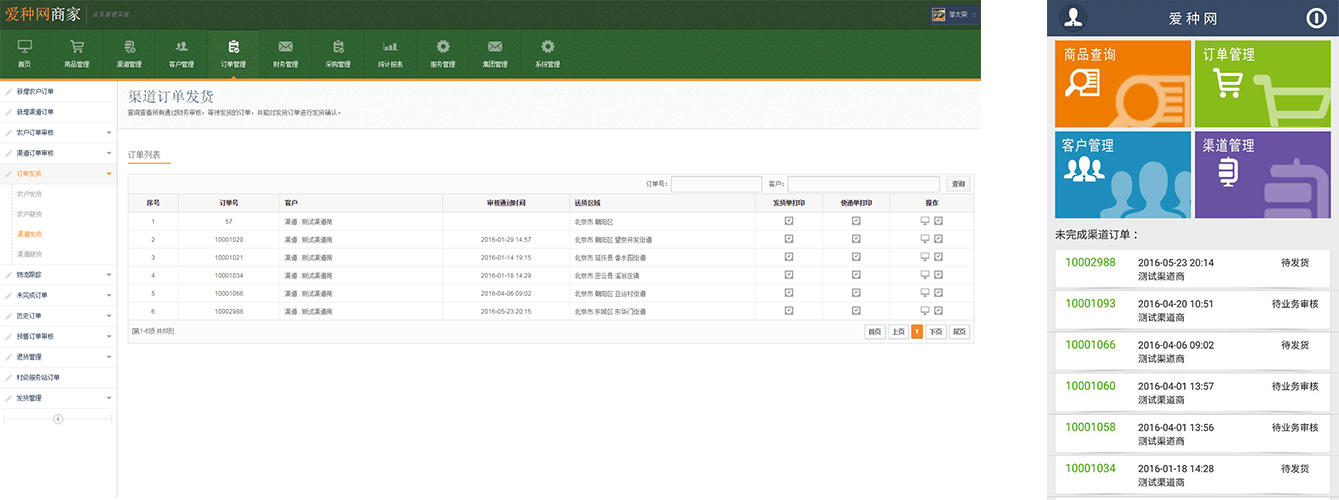 爱种网商家 业务管理系统
邹太荣
首页 商品管理 渠道管理 客户管理 订单管理 财务管理 采购管理 统计报表 服务管理 集团管理 系统管理
新增农户订单
新增渠道订单
农户订单审核
渠道订单审核
订单发货
农户发货
农户缺货
渠道发货
渠道缺货
物流跟踪
未完成订单
历史订单
预售订单审核
退货管理
村级服务站订单
发货管理
渠道订单发货
查询查看所有通过财务审核，等待发货的订单，并能对发货订单进行发货确认。
订单列表
订单号： 客户： 查询
序号 订单号 客户 审核通过时间 送货区域 发货单打印 快递单打印 操作
1 57 渠道 .测试渠道商 北京市 朝阳区
2 10001020 渠道 .测试渠道商 2016-01-29 14:57 北京市 朝阳区 望京开发街道
3 10001021 渠道 .测试渠道商 2016-01-14 19:15 北京市 延庆县 香水园街道
4 10001034 渠道 .测试渠道商 2016-01-18 14:29 北京市 密云县 溪翁庄镇
5 10001066 渠道 .测试渠道商 2016-04-06 09:02 北京市 朝阳区 亚运村街道
6 10002988 渠道 .测试渠道商 2016-05-23 20:15 北京市 东城区 东华门街道
[第1-6项 共6项] 首页 上页 1 下页 尾页
爱种网
商品查询 订单管理
客户管理 渠道管理
未完成渠道订单：
10002988 2016-05-23 20:14 待发货
测试渠道商
10001093 2016-04-20 10:51 待业务审核
测试渠道商
10001066 2016-04-06 09:02 待发货
测试渠道商
10001060 2016-04-01 13:57 待业务审核
测试渠道商
10001058 2016-04-01 13:56 待业务审核
测试渠道商
10001034 2016-01-18 14:28 待发货
测试渠道商